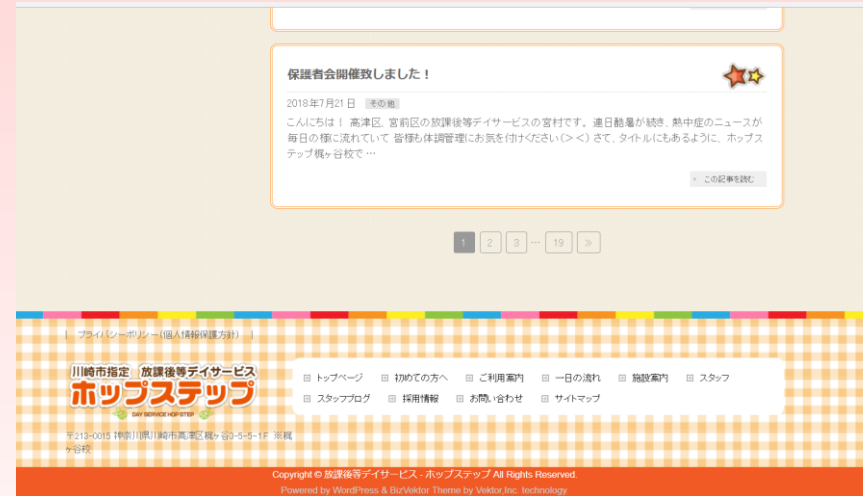 保護者会開催致しました！
2018年7月21日 その他
こんにちは！ 高津区、宮前区の放課後等デイサービスの宮村です。 連日酷暑が続き、熱中症のニュースが
毎日の様に流れていて 皆様も体調管理にお気を付けください(＞＜) さて、タイトルにもあるように、ホップス
テップ梶ヶ谷校で …
この記事を読む
1 2 3 … 19 »
| プライバシーポリシー(個人情報保護方針) |
川崎市指定 放課後等デイサービス
ホップステップ
DAY SERVICE HOP STEP
トップページ 初めての方へ ご利用案内 一日の流れ 施設案内 スタッフ
スタッフブログ 採用情報 お問い合わせ サイトマップ
〒213-0015 神奈川県川崎市高津区梶ヶ谷3-5-5-1F ※梶
ヶ谷校
Copyright © 放課後等デイサービス - ホップステップ All Rights Reserved.
Powered by WordPress & BizVektor Theme by Vektor,Inc. technology.